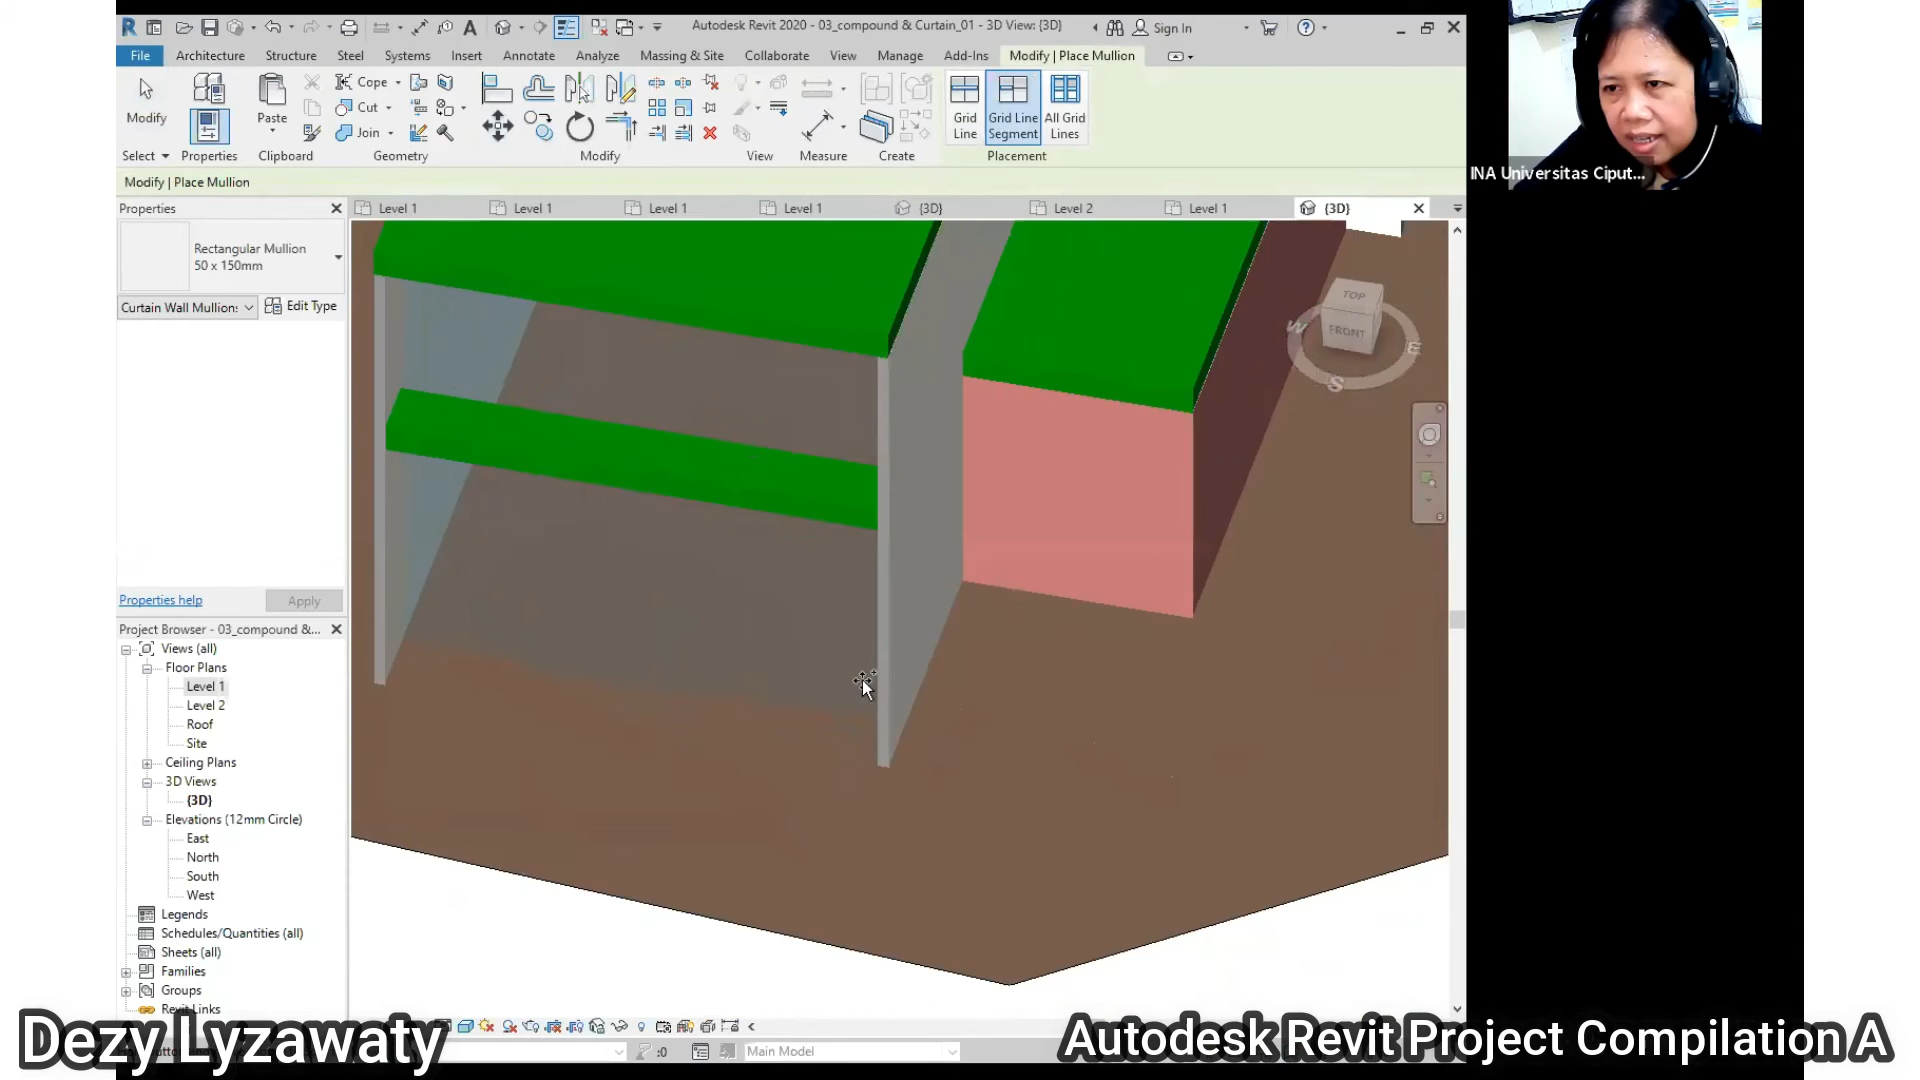 Autodesk Revit 2020 - 03_compound & Curtain_01 - 3D View: {3D}
Sign In
File Architecture Structure Steel Systems Insert Annotate Analyze Massing & Site Collaborate View Manage Add-Ins Modify | Place Mullion
Modify
Paste
Cope
Cut
Join
Grid Line
Grid Line Segment
All Grid Lines
Select Properties Clipboard Geometry Modify View Measure Create Placement
Modify | Place Mullion
Properties
Level 1 Level 1 Level 1 Level 1 {3D} Level 2 Level 1 {3D}
Rectangular Mullion
50 x 150mm
Curtain Wall Mullion: Edit Type
Properties help Apply
Project Browser - 03_compound &...
Views (all)
Floor Plans
Level 1
Level 2
Roof
Site
Ceiling Plans
3D Views
{3D}
Elevations (12mm Circle)
East
North
South
West
Legends
Schedules/Quantities (all)
Sheets (all)
Families
Groups
Revit Links
TOP
FRONT
W
E
S
:0
Main Model
INA Universitas Ciput...
Dezy Lyzawaty
Autodesk Revit Project Compilation A